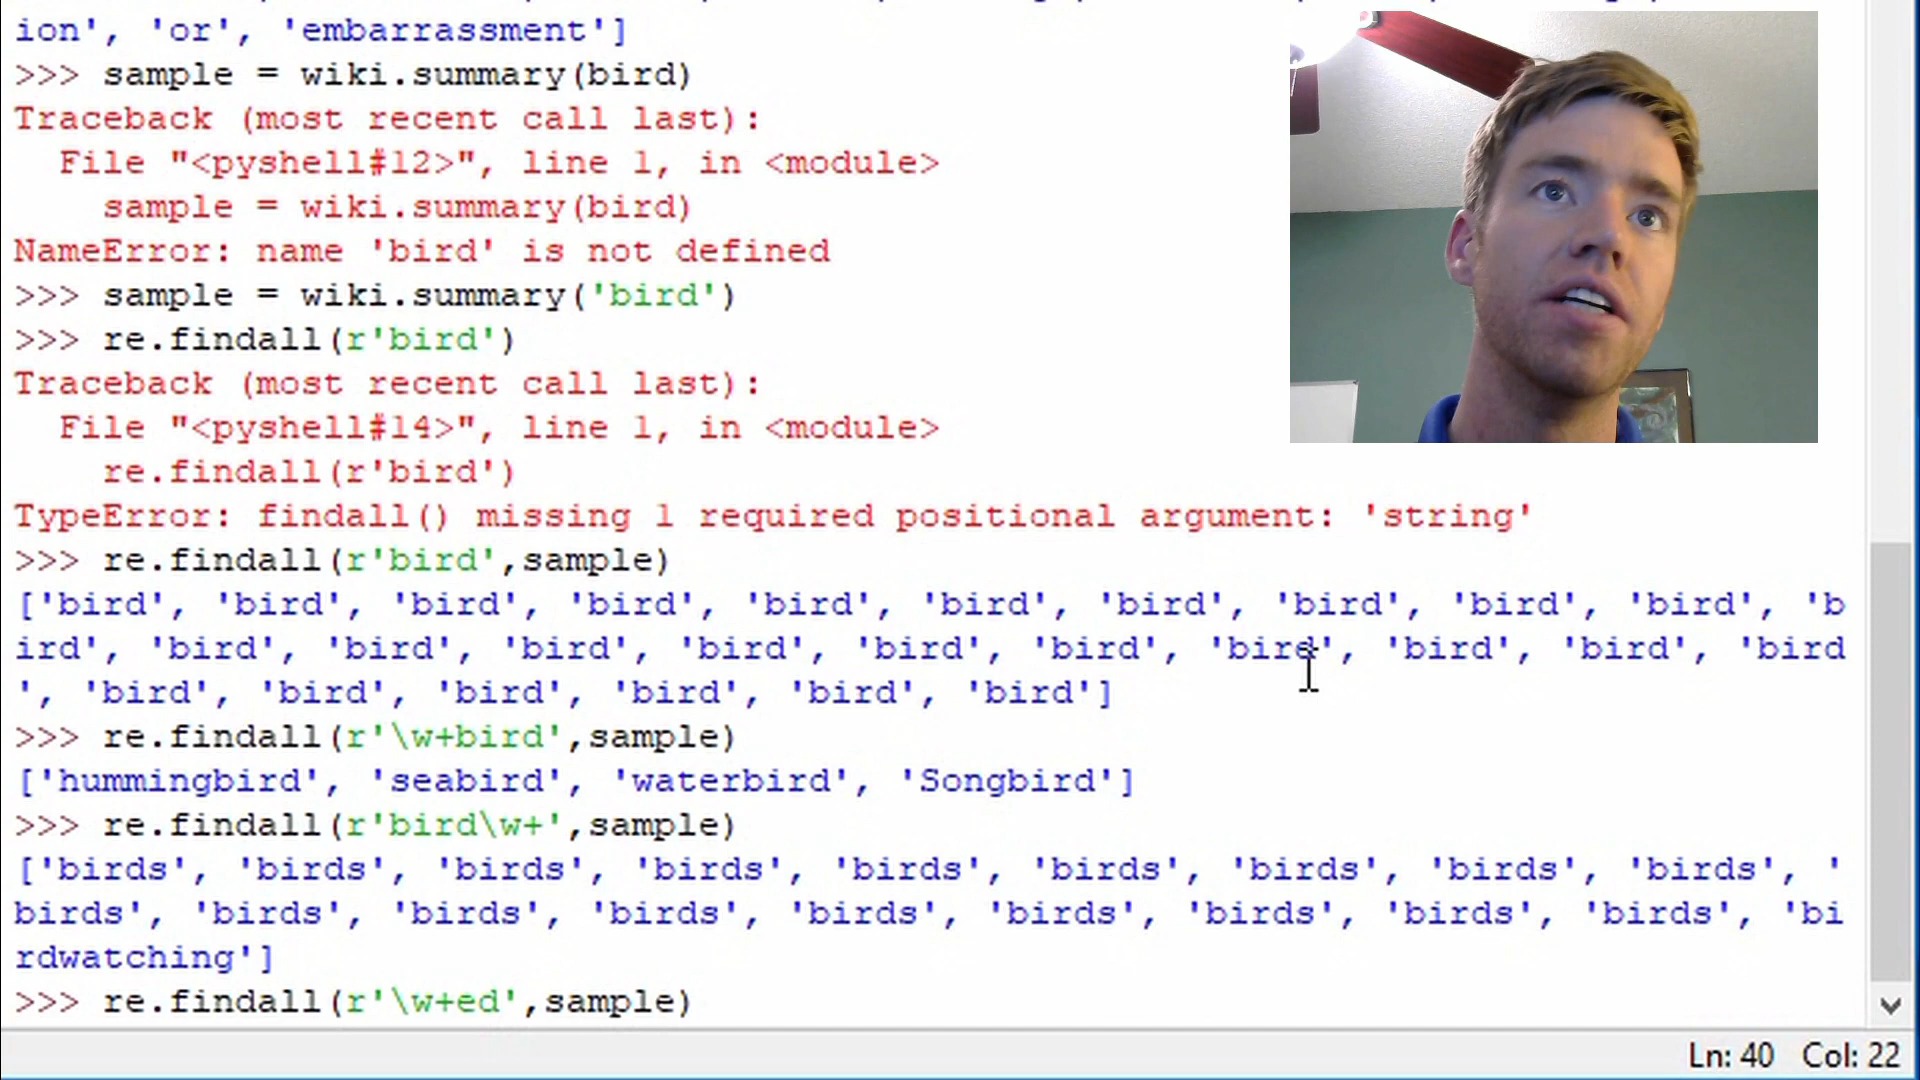 ion', 'or', 'embarrassment']
>>> sample = wiki.summary(bird)
Traceback (most recent call last):
  File "<pyshell#12>", line 1, in <module>
    sample = wiki.summary(bird)
NameError: name 'bird' is not defined
>>> sample = wiki.summary('bird')
>>> re.findall(r'bird')
Traceback (most recent call last):
  File "<pyshell#14>", line 1, in <module>
    re.findall(r'bird')
TypeError: findall() missing 1 required positional argument: 'string'
>>> re.findall(r'bird',sample)
['bird', 'bird', 'bird', 'bird', 'bird', 'bird', 'bird', 'bird', 'bird', 'bird', 'b
ird', 'bird', 'bird', 'bird', 'bird', 'bird', 'bird', 'bird', 'bird', 'bird', 'bird
', 'bird', 'bird', 'bird', 'bird', 'bird', 'bird']
>>> re.findall(r'\w+bird',sample)
['hummingbird', 'seabird', 'waterbird', 'Songbird']
>>> re.findall(r'bird\w+',sample)
['birds', 'birds', 'birds', 'birds', 'birds', 'birds', 'birds', 'birds', 'birds', '
birds', 'birds', 'birds', 'birds', 'birds', 'birds', 'birds', 'birds', 'birds', 'bi
rdwatching']
>>> re.findall(r'\w+ed',sample)
Ln: 40 Col: 22